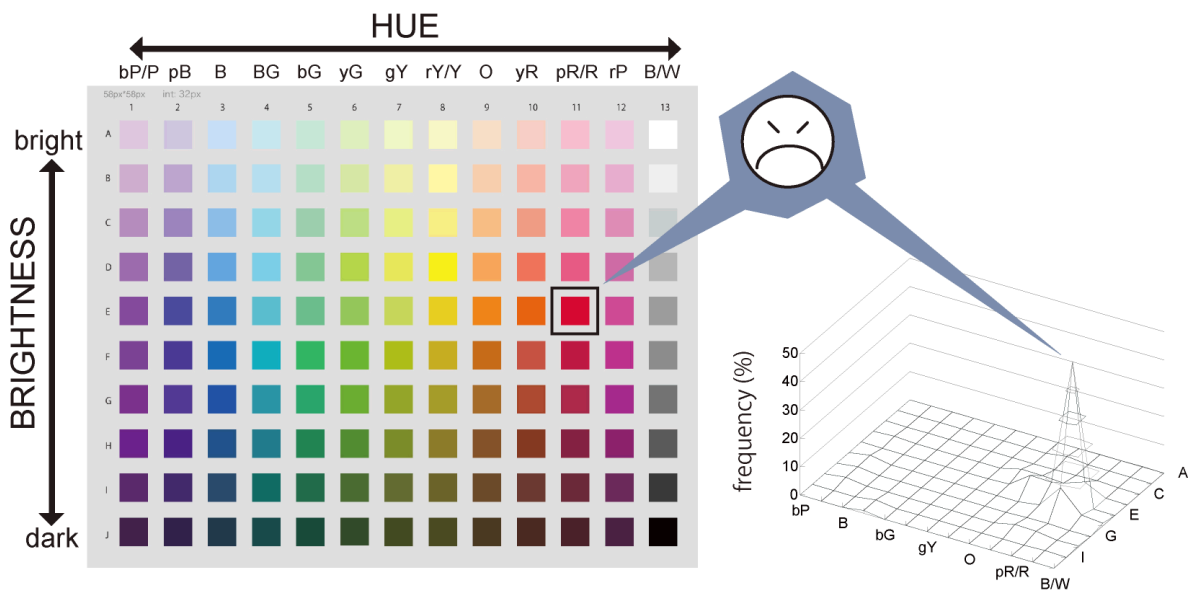 HUE
bP/P pB B BG bG yG gY rY/Y O yR pR/R rP B/W
56px*56px int: 32px
1 2 3 4 5 6 7 8 9 10 11 12 13
bright
BRIGHTNESS
dark
A
B
C
D
E
F
G
H
I
J
frequency (%)
50
40
30
20
10
0
bP
B
bG
gY
O
pR/R
B/W
I
G
E
C
A